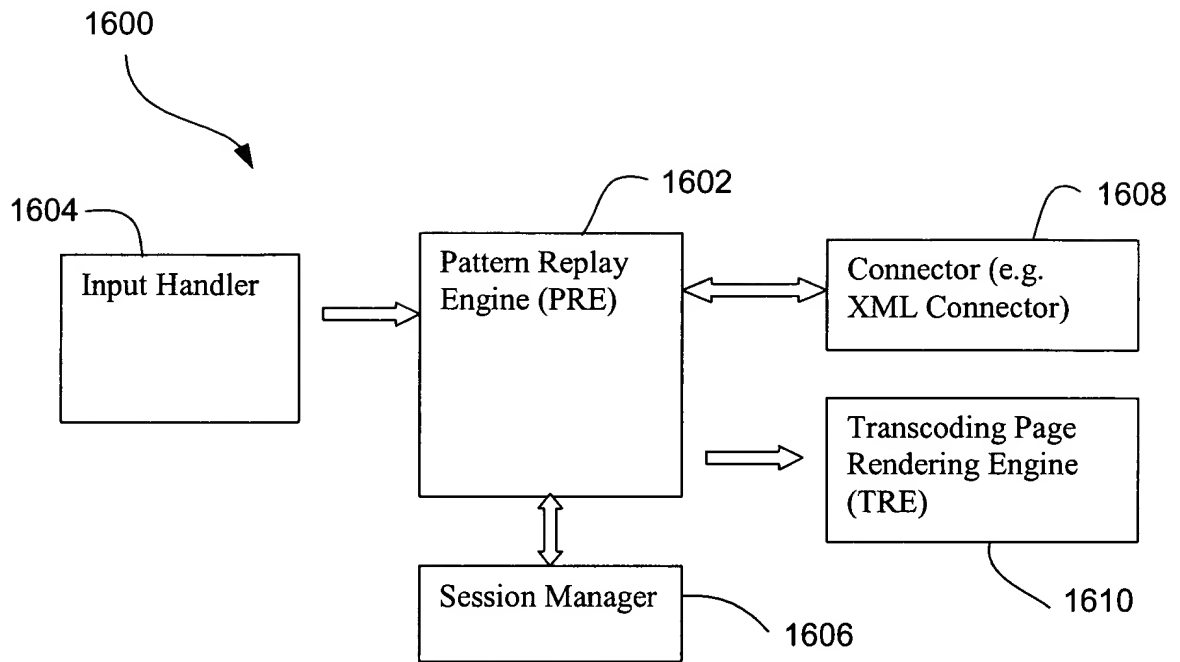 1600
1602
1608
1604
Input Handler
Pattern Replay
Engine (PRE)
Connector (e.g.
XML Connector)
Transcoding Page
Rendering Engine
(TRE)
Session Manager
1610
1606